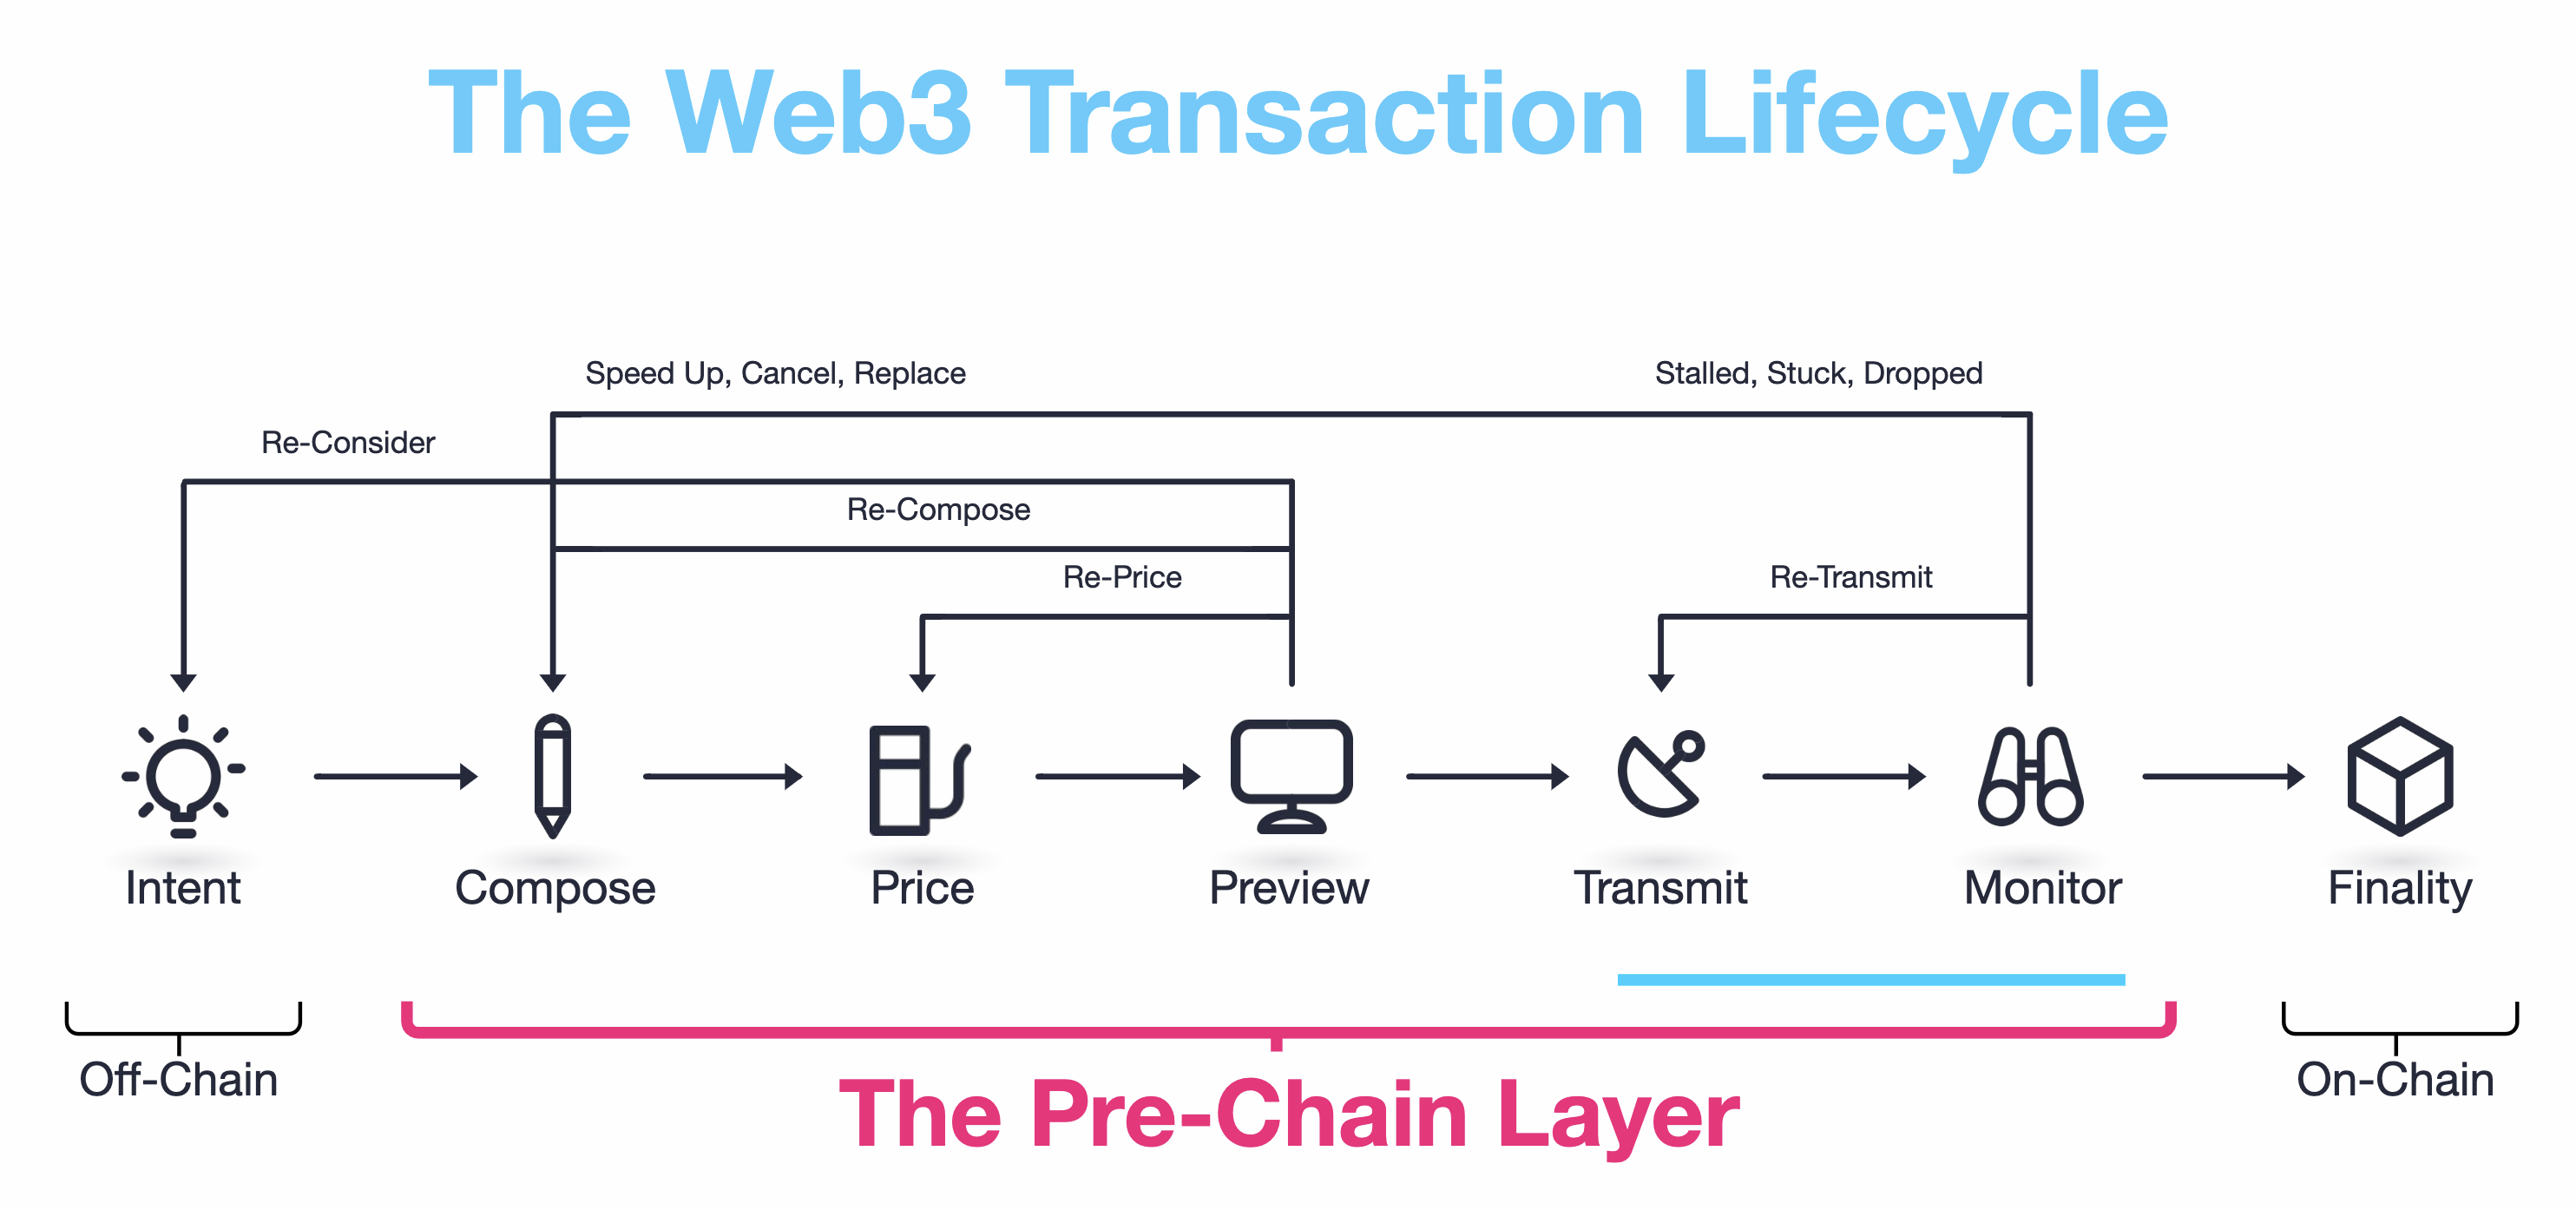 The Web3 Transaction Lifecycle
Speed Up, Cancel, Replace
Stalled, Stuck, Dropped
Re-Consider
Re-Compose
Re-Price
Re-Transmit
Intent
Compose
Price
Preview
Transmit
Monitor
Finality
Off-Chain
The Pre-Chain Layer
On-Chain